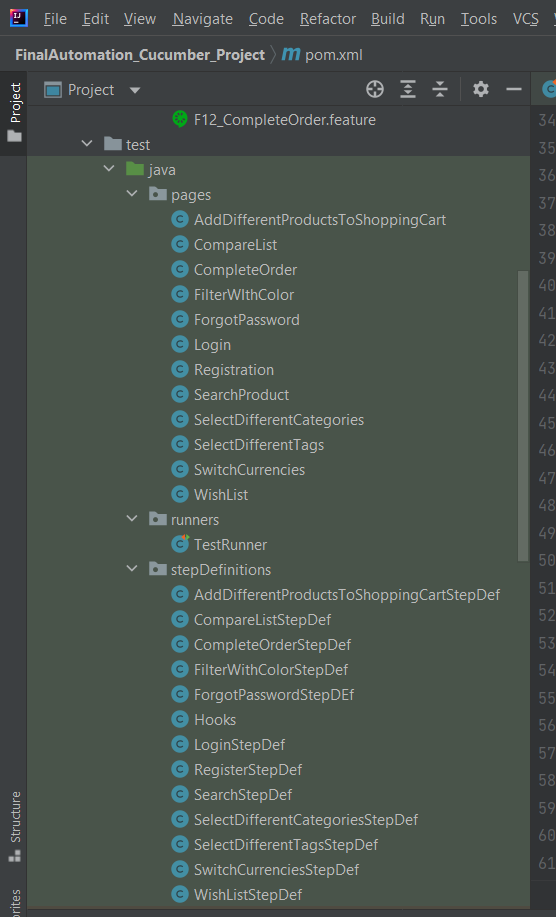 File Edit View Navigate Code Refactor Build Run Tools VCS
FinalAutomation_Cucumber_Project pom.xml
Project
Project
F12_CompleteOrder.feature
34
test
35
java
36
pages
37
AddDifferentProductsToShoppingCart
38
CompareList
39
CompleteOrder
40
FilterWIthColor
41
ForgotPassword
42
Login
43
Registration
44
SearchProduct
45
SelectDifferentCategories
46
SelectDifferentTags
47
SwitchCurrencies
48
WishList
49
runners
50
TestRunner
51
stepDefinitions
52
AddDifferentProductsToShoppingCartStepDef
53
CompareListStepDef
54
CompleteOrderStepDef
55
FilterWithColorStepDef
56
ForgotPasswordStepDEf
57
Hooks
58
LoginStepDef
59
RegisterStepDef
60
SearchStepDef
61
SelectDifferentCategoriesStepDef
SelectDifferentTagsStepDef
SwitchCurrenciesStepDef
WishListStepDef
Structure